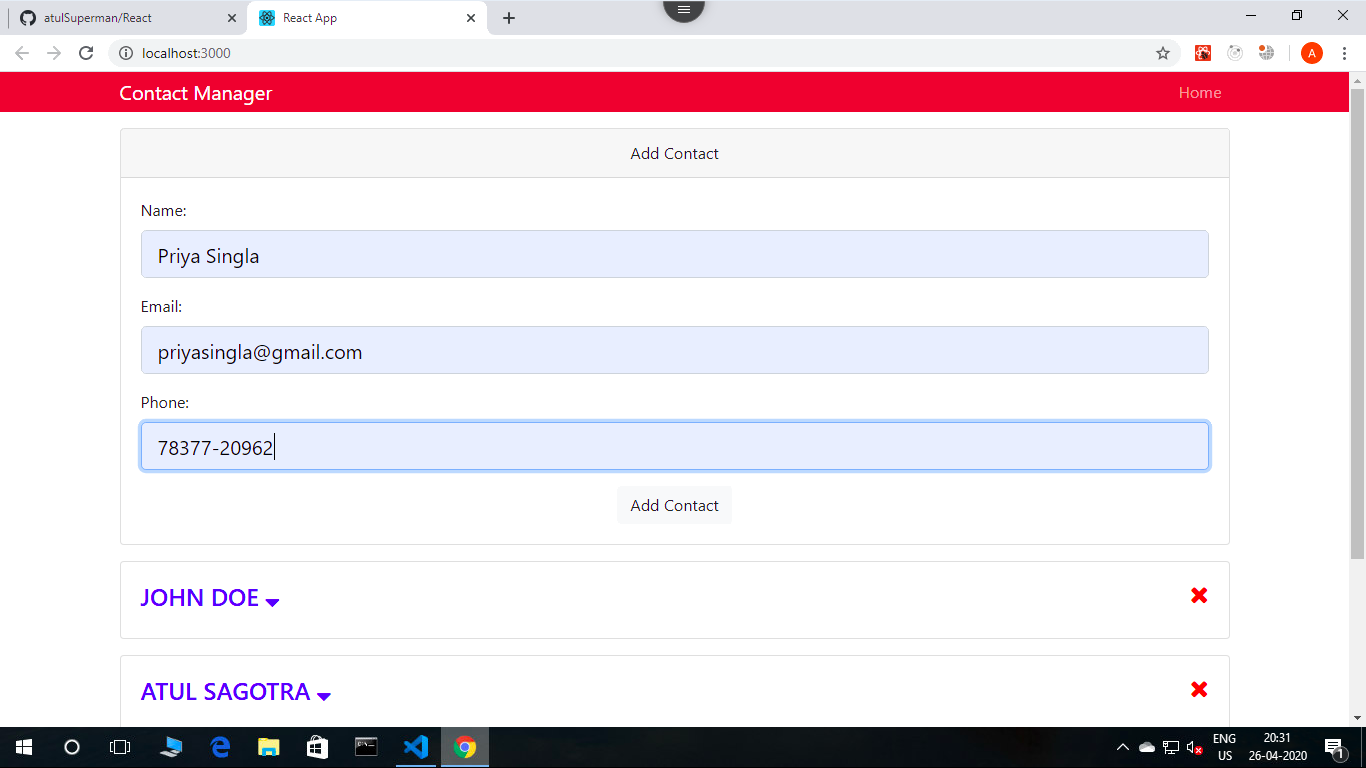 atulSuperman/React
React App
localhost:3000
A
Contact Manager
Home
Add Contact
Name:
Priya Singla
Email:
priyasingla@gmail.com
Phone:
78377-20962
Add Contact
JOHN DOE
ATUL SAGOTRA
ENG
US
20:31
26-04-2020
1